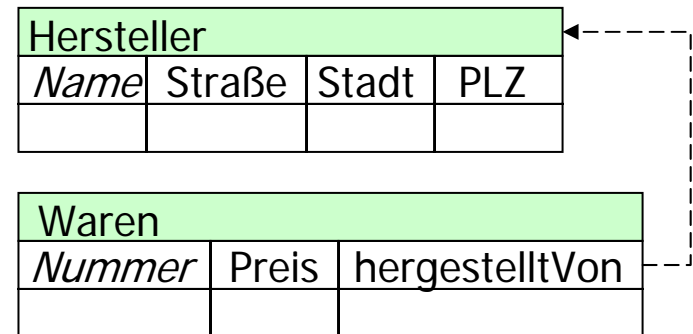 Hersteller
Name Straße Stadt PLZ
Waren
Nummer Preis hergestelltVon